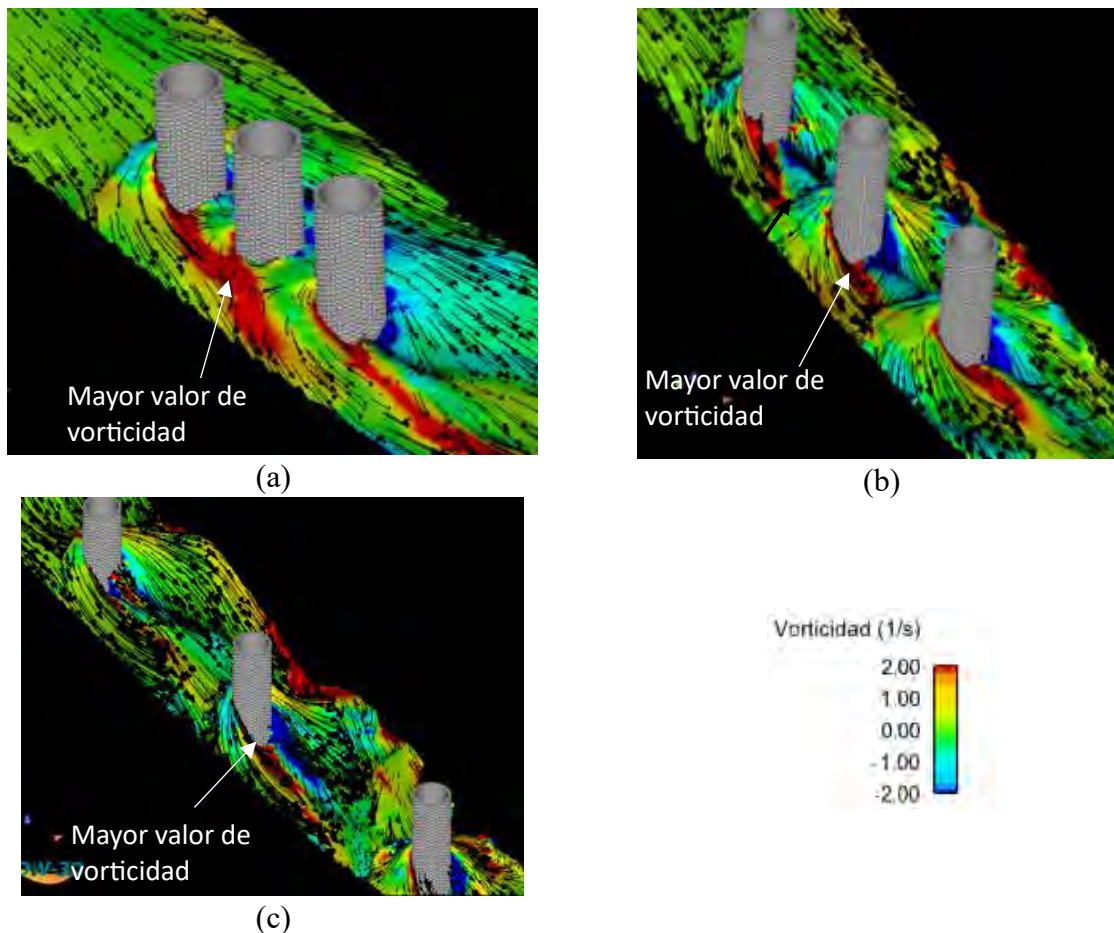 Mayor valor de
vorticidad
(a)
Mayor valor de
vorticidad
(b)
Mayor valor de
vorticidad
(c)
Vorticidad (1/s)
2.00
1.00
0.00
-1.00
-2.00